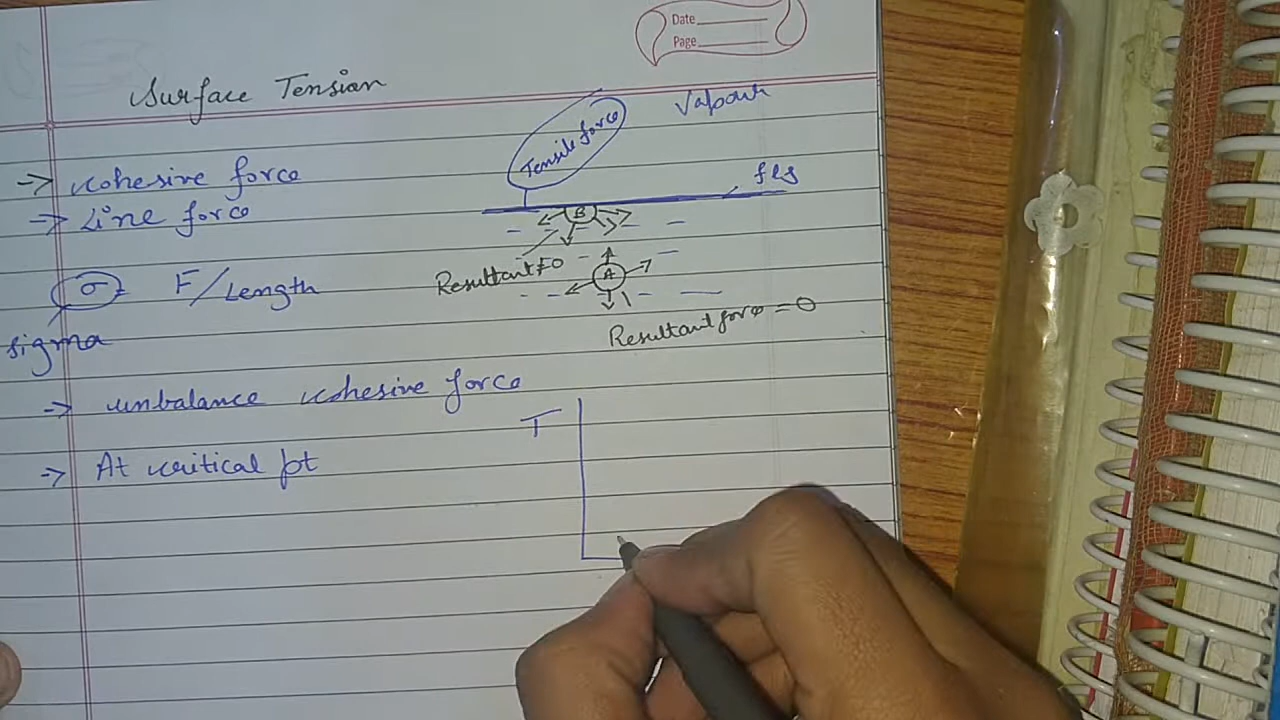 Date
Page
Surface Tension
Tensile force
Vapour
→ cohesive force
fls
→ Line force
B
Resultant ≠ 0
A
σ = F/Length
Resultant force = 0
sigma
→ unbalance cohesive force
T
→ At critical pt